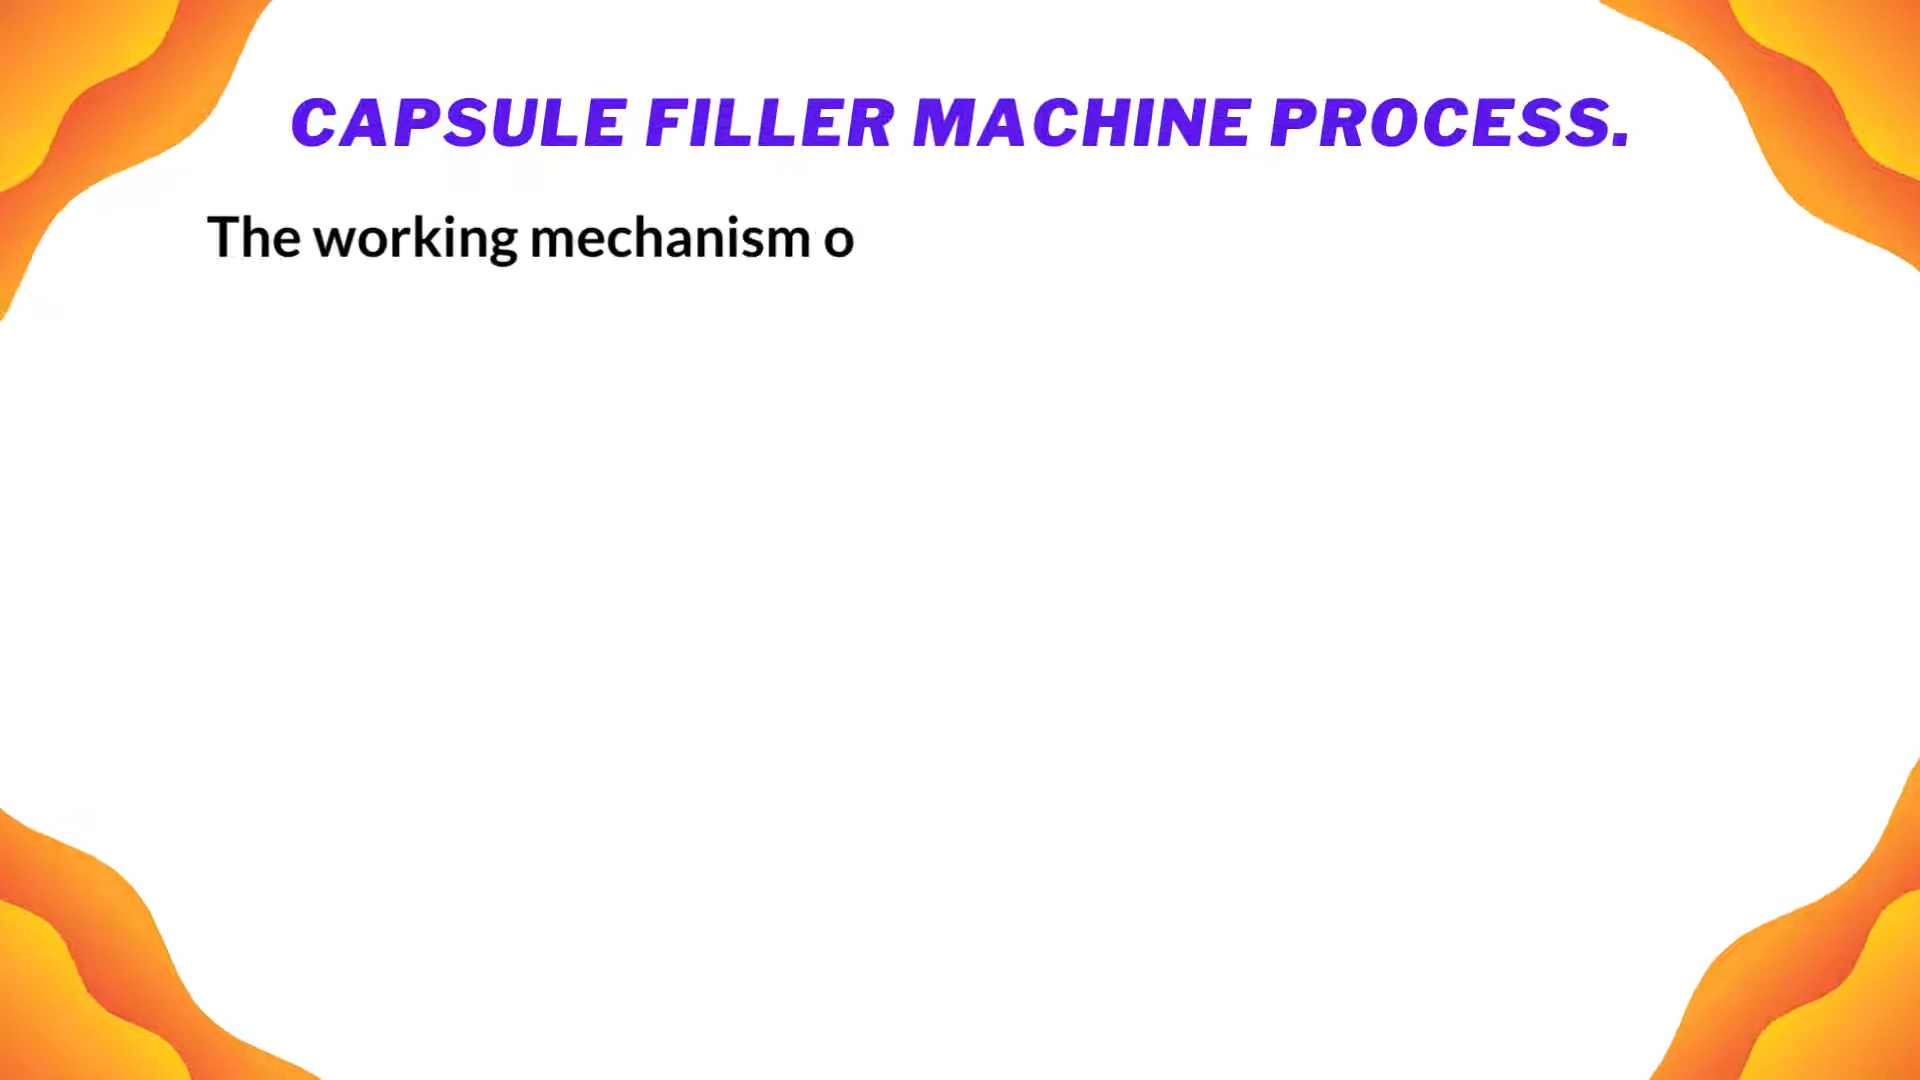 CAPSULE FILLER MACHINE PROCESS.
The working mechanism o